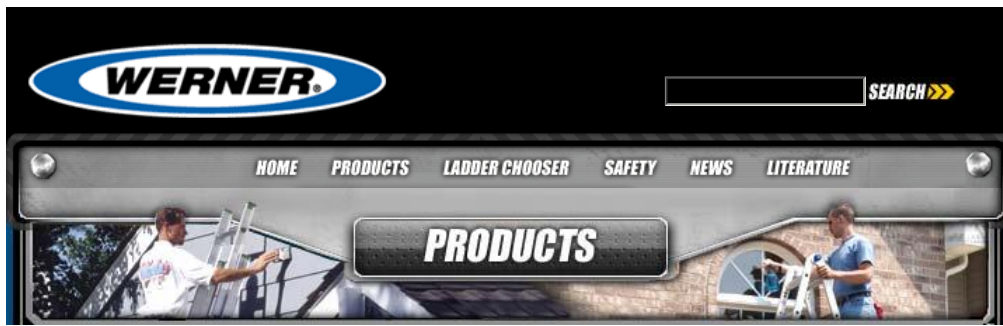 WERNER®
SEARCH
HOME PRODUCTS LADDER CHOOSER SAFETY NEWS LITERATURE
PRODUCTS